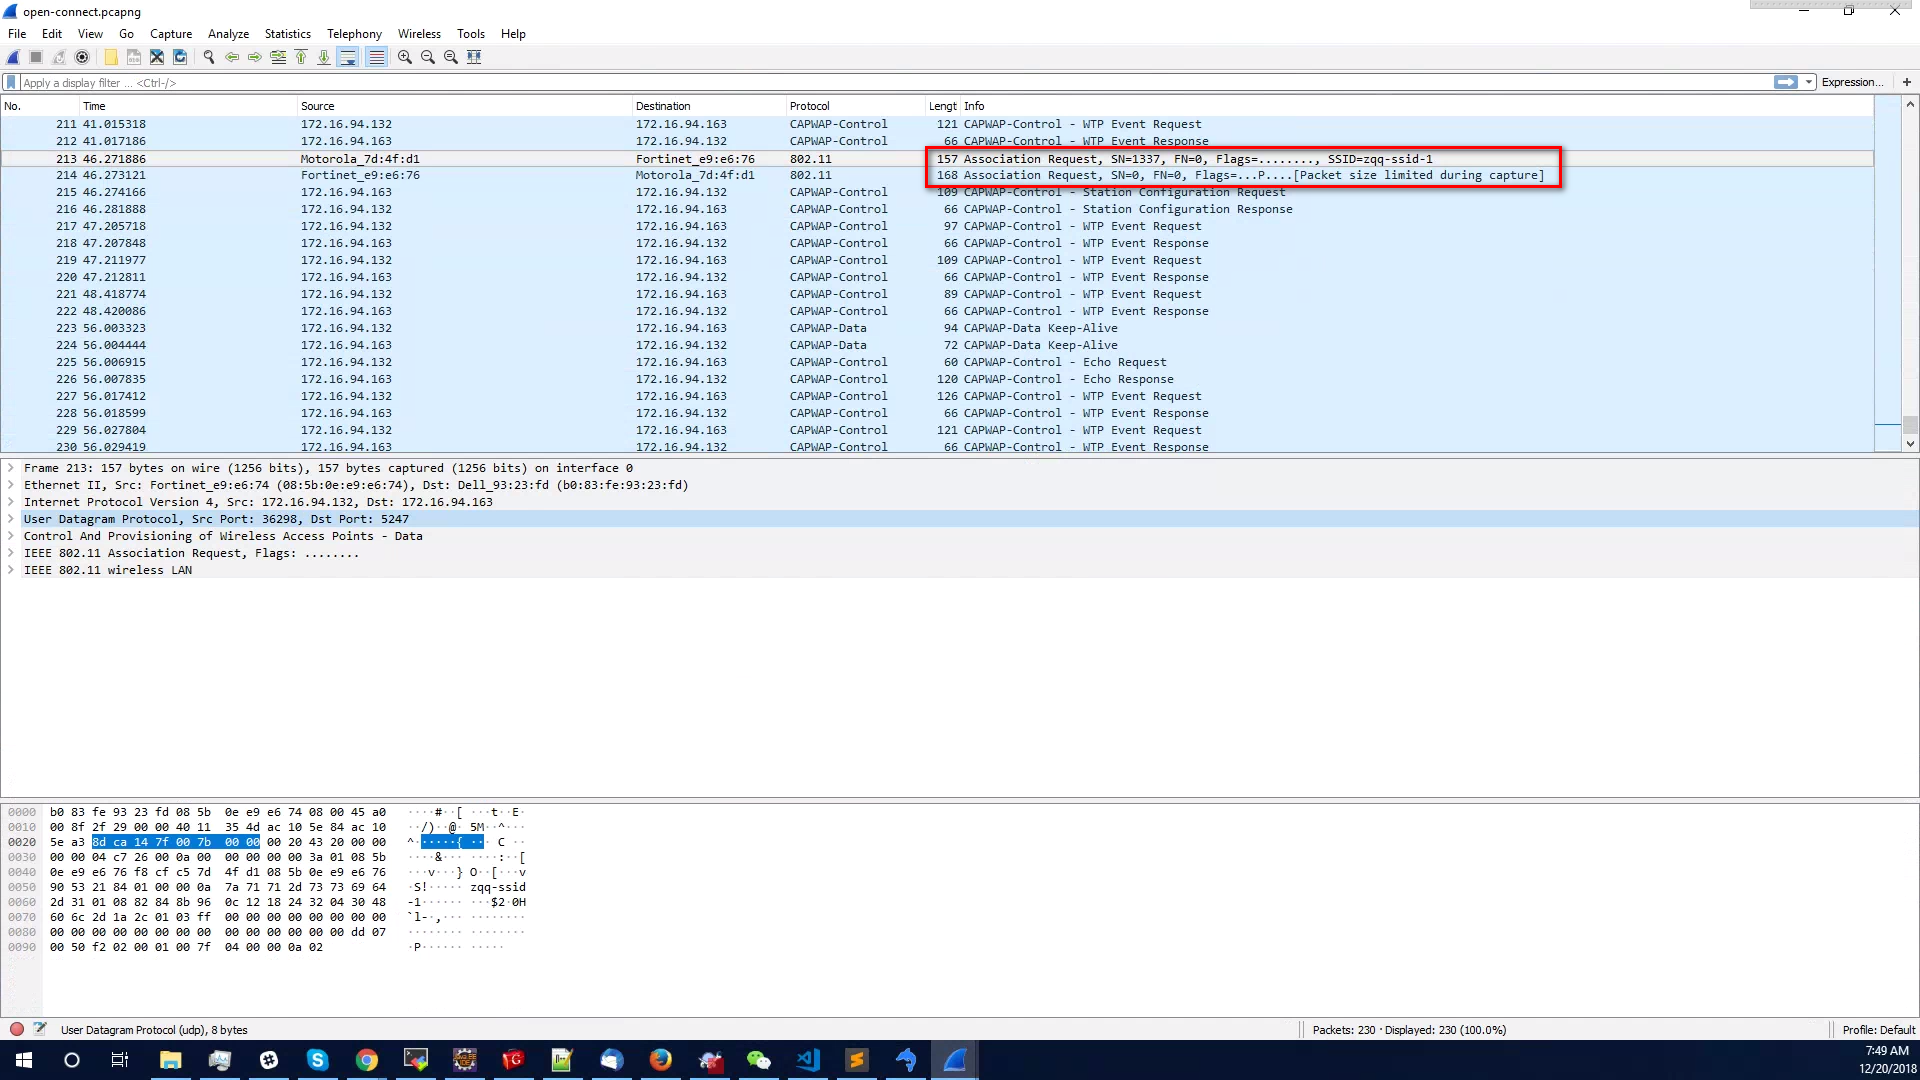 open-connect.pcapng
File Edit View Go Capture Analyze Statistics Telephony Wireless Tools Help
Apply a display filter ... <Ctrl-/> Expression... +
No. Time Source Destination Protocol Lengt Info
211 41.015318 172.16.94.132 172.16.94.163 CAPWAP-Control 121 CAPWAP-Control - WTP Event Request
212 41.017186 172.16.94.163 172.16.94.132 CAPWAP-Control 66 CAPWAP-Control - WTP Event Response
213 46.271886 Motorola_7d:4f:d1 Fortinet_e9:e6:76 802.11 157 Association Request, SN=1337, FN=0, Flags=........, SSID=zqq-ssid-1
214 46.273121 Fortinet_e9:e6:76 Motorola_7d:4f:d1 802.11 168 Association Request, SN=0, FN=0, Flags=...P....[Packet size limited during capture]
215 46.274166 172.16.94.163 172.16.94.132 CAPWAP-Control 109 CAPWAP-Control - Station Configuration Request
216 46.281888 172.16.94.132 172.16.94.163 CAPWAP-Control 66 CAPWAP-Control - Station Configuration Response
217 47.205718 172.16.94.132 172.16.94.163 CAPWAP-Control 97 CAPWAP-Control - WTP Event Request
218 47.207848 172.16.94.163 172.16.94.132 CAPWAP-Control 66 CAPWAP-Control - WTP Event Response
219 47.211977 172.16.94.132 172.16.94.163 CAPWAP-Control 109 CAPWAP-Control - WTP Event Request
220 47.212811 172.16.94.163 172.16.94.132 CAPWAP-Control 66 CAPWAP-Control - WTP Event Response
221 48.418774 172.16.94.132 172.16.94.163 CAPWAP-Control 89 CAPWAP-Control - WTP Event Request
222 48.420086 172.16.94.163 172.16.94.132 CAPWAP-Control 66 CAPWAP-Control - WTP Event Response
223 56.003323 172.16.94.132 172.16.94.163 CAPWAP-Data 94 CAPWAP-Data Keep-Alive
224 56.004444 172.16.94.163 172.16.94.132 CAPWAP-Data 72 CAPWAP-Data Keep-Alive
225 56.006915 172.16.94.132 172.16.94.163 CAPWAP-Control 60 CAPWAP-Control - Echo Request
226 56.007835 172.16.94.163 172.16.94.132 CAPWAP-Control 120 CAPWAP-Control - Echo Response
227 56.017412 172.16.94.132 172.16.94.163 CAPWAP-Control 126 CAPWAP-Control - WTP Event Request
228 56.018599 172.16.94.163 172.16.94.132 CAPWAP-Control 66 CAPWAP-Control - WTP Event Response
229 56.027804 172.16.94.132 172.16.94.163 CAPWAP-Control 121 CAPWAP-Control - WTP Event Request
230 56.029419 172.16.94.163 172.16.94.132 CAPWAP-Control 66 CAPWAP-Control - WTP Event Response
Frame 213: 157 bytes on wire (1256 bits), 157 bytes captured (1256 bits) on interface 0
Ethernet II, Src: Fortinet_e9:e6:74 (08:5b:0e:e9:e6:74), Dst: Dell_93:23:fd (b0:83:fe:93:23:fd)
Internet Protocol Version 4, Src: 172.16.94.132, Dst: 172.16.94.163
User Datagram Protocol, Src Port: 36298, Dst Port: 5247
Control And Provisioning of Wireless Access Points - Data
IEEE 802.11 Association Request, Flags: ........
IEEE 802.11 wireless LAN
0000 b0 83 fe 93 23 fd 08 5b 0e e9 e6 74 08 00 45 a0 ····#··[ ···t··E·
0010 00 8f 2f 29 00 00 40 11 35 4d ac 10 5e 84 ac 10 ··/)··@· 5M··^···
0020 5e a3 8d ca 14 7f 00 7b 00 00 00 20 43 20 00 00 ^······{ ··· C ··
0030 00 00 04 c7 26 00 0a 00 00 00 00 00 3a 01 08 5b ····&··· ····:··[
0040 0e e9 e6 76 f8 cf c5 7d 4f d1 08 5b 0e e9 e6 76 ···v···} O··[···v
0050 90 53 21 84 01 00 00 0a 7a 71 71 2d 73 73 69 64 ·S!····· zqq-ssid
0060 2d 31 01 08 82 84 8b 96 0c 12 18 24 32 04 30 48 -1······ ···$2·0H
0070 60 6c 2d 1a 2c 01 03 ff 00 00 00 00 00 00 00 00 `l-·,··· ········
0080 00 00 00 00 00 00 00 00 00 00 00 00 00 00 dd 07 ········ ········
0090 00 50 f2 02 00 01 00 7f 04 00 00 0a 02 ·P······ ·····
User Datagram Protocol (udp), 8 bytes Packets: 230 · Displayed: 230 (100.0%) Profile: Default
7:49 AM
12/20/2018